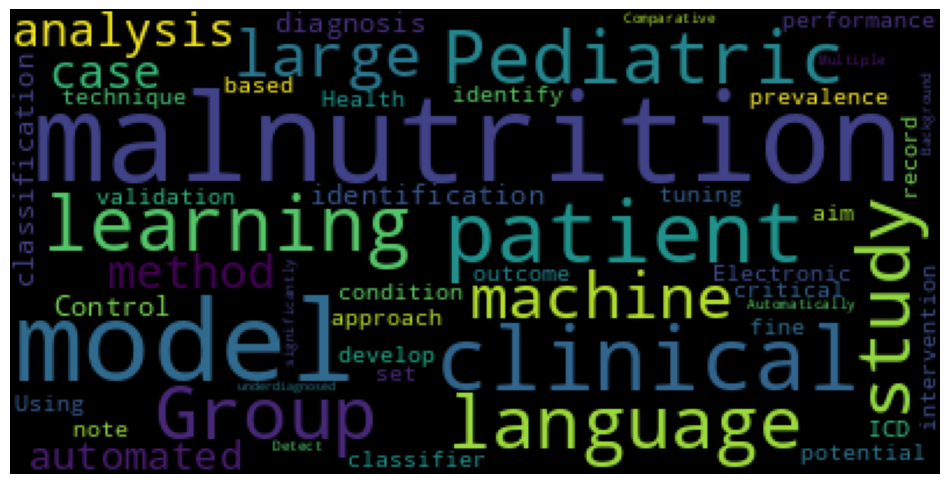 analysis
diagnosis
Comparative
performance
case
large
Pediatric
Multiple
technique
based
Health
identify
prevalence
classification
malnutrition
Background
record
validation
identification
tuning
learning
patient
aim
study
method
significantly
outcome
Electronic
condition
machine
critical
Control
approach
Automatically
intervention
model
develop
clinical
fine
set
underdiagnosed
Using
Group
language
ICD
note
Detect
automated
classifier
potential